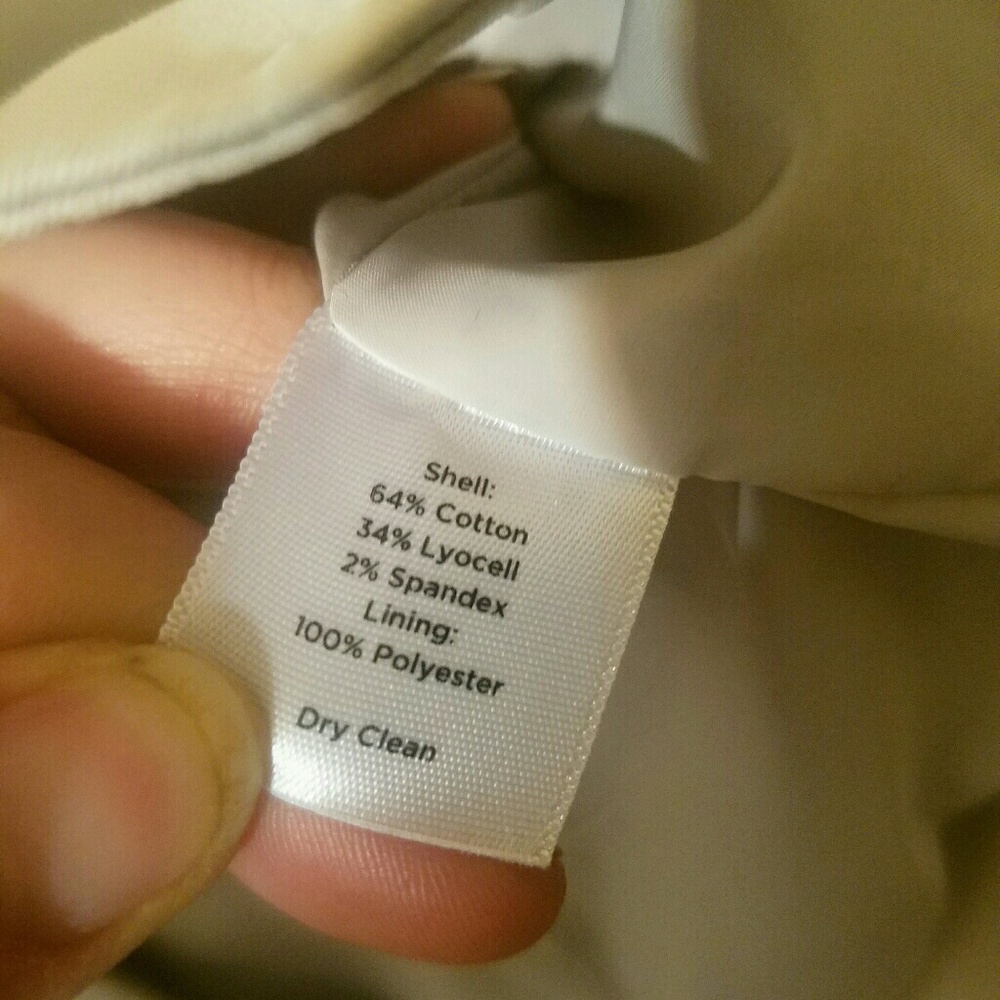 Shell:
64% Cotton
34% Lyocell
2% Spandex
Lining:
100% Polyester
Dry Clean